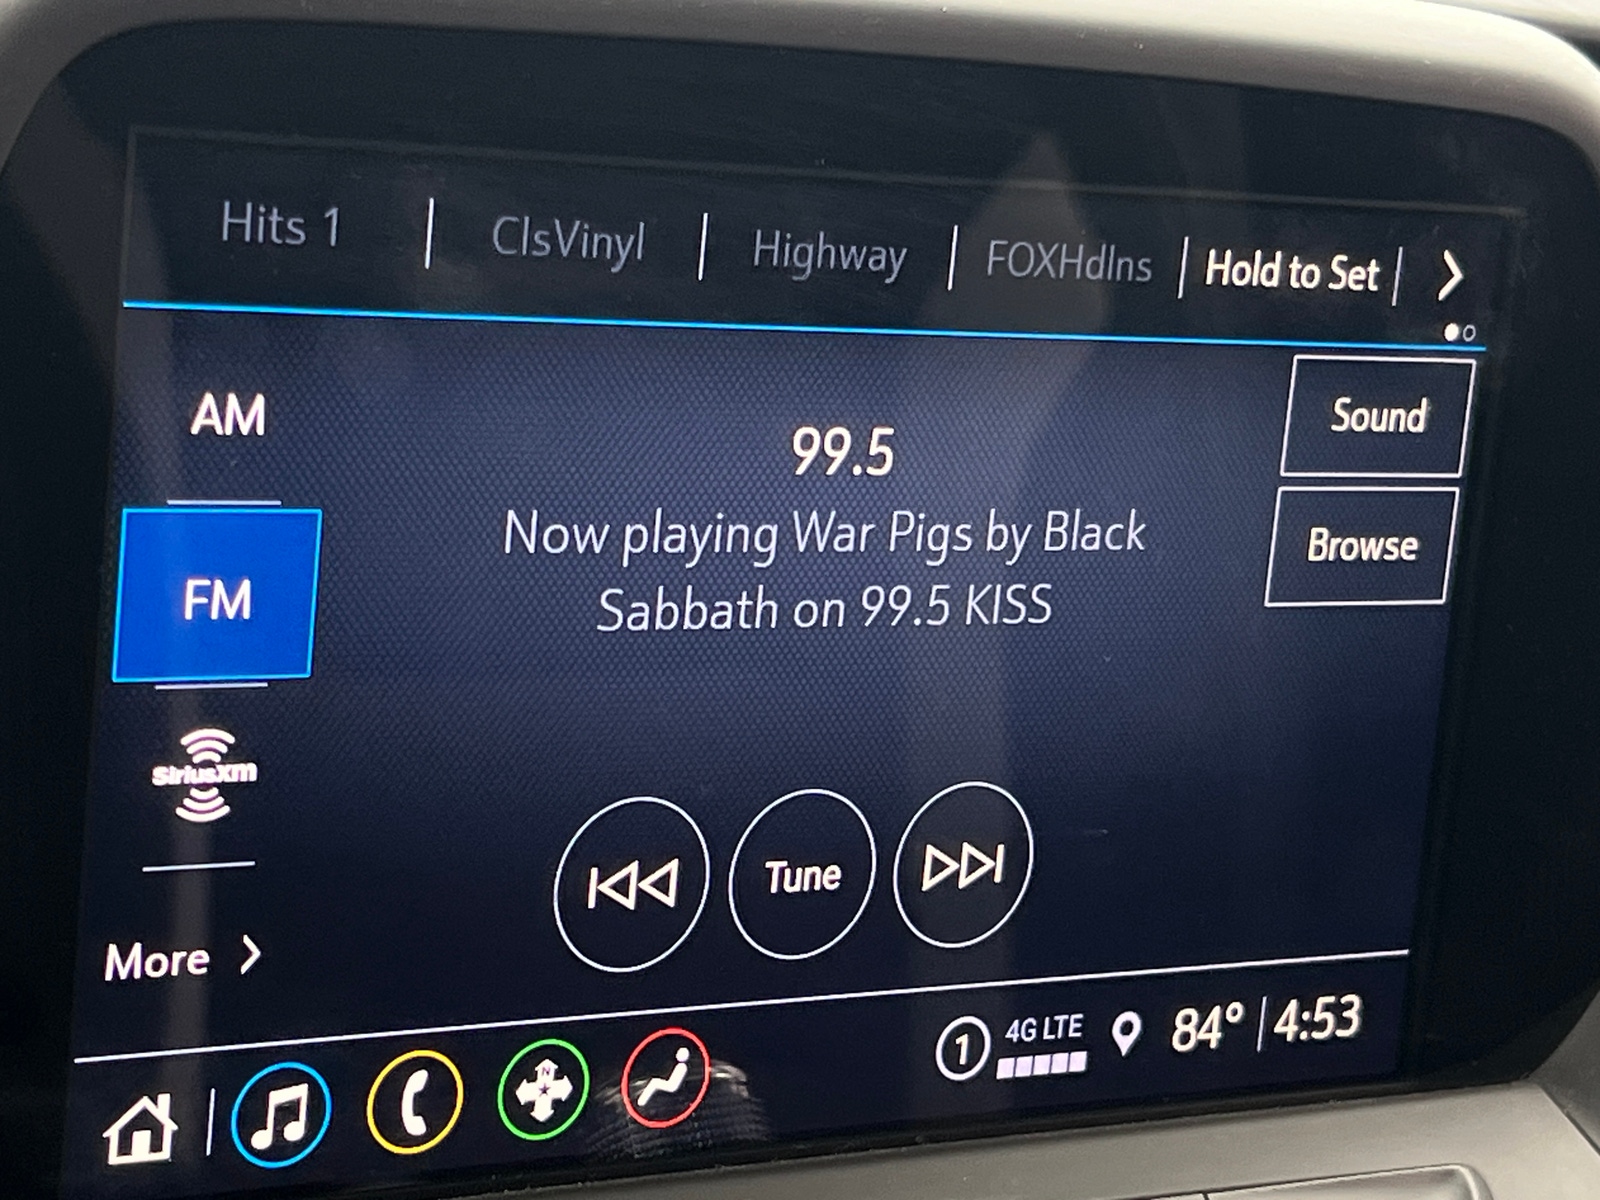 Hits 1 | ClsVinyl | Highway | FOXHdlns | Hold to Set |
AM
99.5
Sound
Now playing War Pigs by Black
Sabbath on 99.5 KISS
Browse
FM
SiriusXm
Tune
More
1 4G LTE 84° | 4:53
N